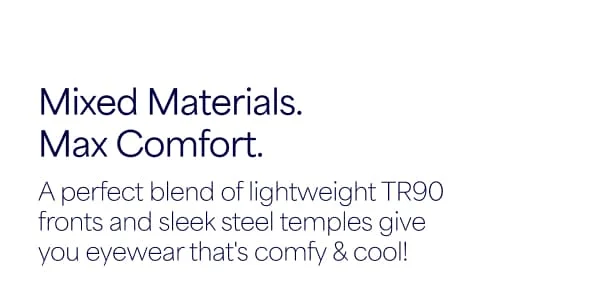 Mixed Materials.
Max Comfort.
A perfect blend of lightweight TR90
fronts and sleek steel temples give
you eyewear that's comfy & cool!